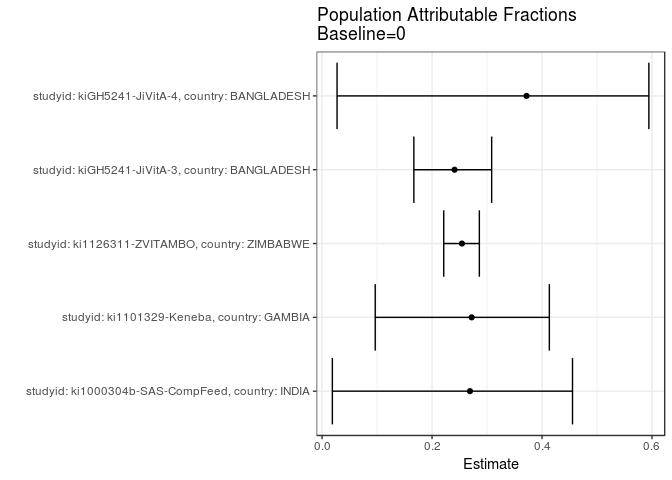 Population Attributable Fractions
Baseline=0
studyid: kiGH5241-JiVitA-4, country: BANGLADESH
studyid: kiGH5241-JiVitA-3, country: BANGLADESH
studyid: ki1126311-ZVITAMBO, country: ZIMBABWE
studyid: ki1101329-Keneba, country: GAMBIA
studyid: ki1000304b-SAS-CompFeed, country: INDIA
0.0 0.2 0.4 0.6
Estimate